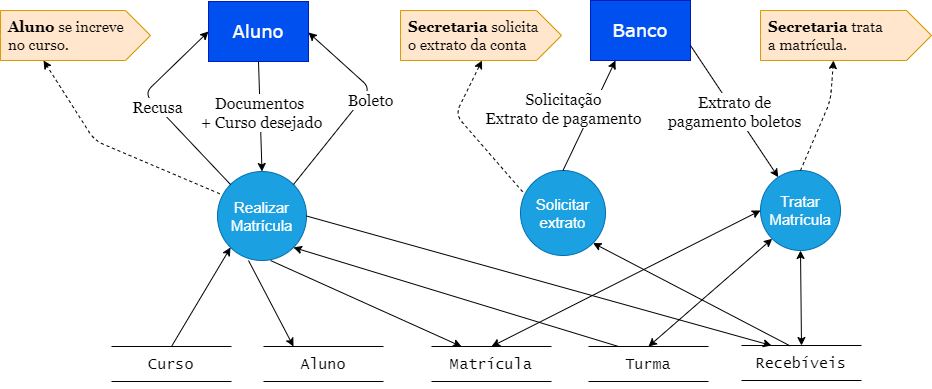 Aluno se increve
no curso.
Aluno
Secretaria solicita
o extrato da conta
Banco
Secretaria trata
a matrícula.
Recusa
Documentos
+ Curso desejado
Boleto
Solicitação
Extrato de pagamento
Extrato de
pagamento boletos
Realizar
Matrícula
Solicitar
extrato
Tratar
Matrícula
Curso
Aluno
Matrícula
Turma
Recebíveis